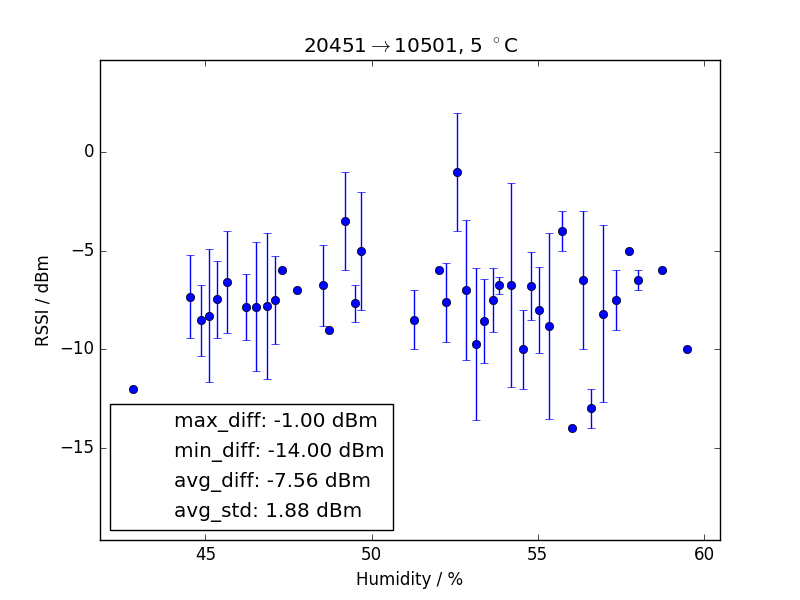 20451→10501, 5 °C
RSSI / dBm
0
−5
−10
−15
max_diff: -1.00 dBm
min_diff: -14.00 dBm
avg_diff: -7.56 dBm
avg_std: 1.88 dBm
45 50 55 60
Humidity / %